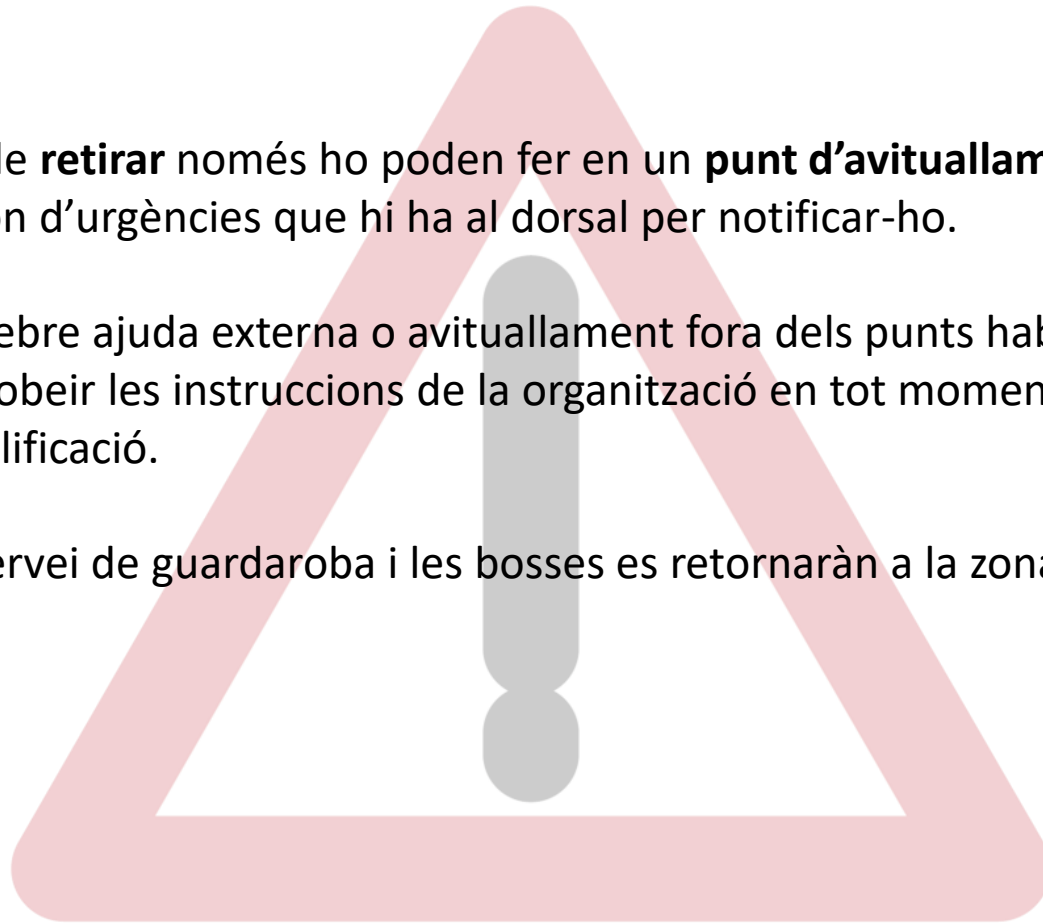 le retirar només ho poden fer en un punt d’avituallam
on d’urgències que hi ha al dorsal per notificar-ho.
ebre ajuda externa o avituallament fora dels punts hab
obeir les instruccions de la organització en tot momen
lificació.
ervei de guardaroba i les bosses es retornaràn a la zona